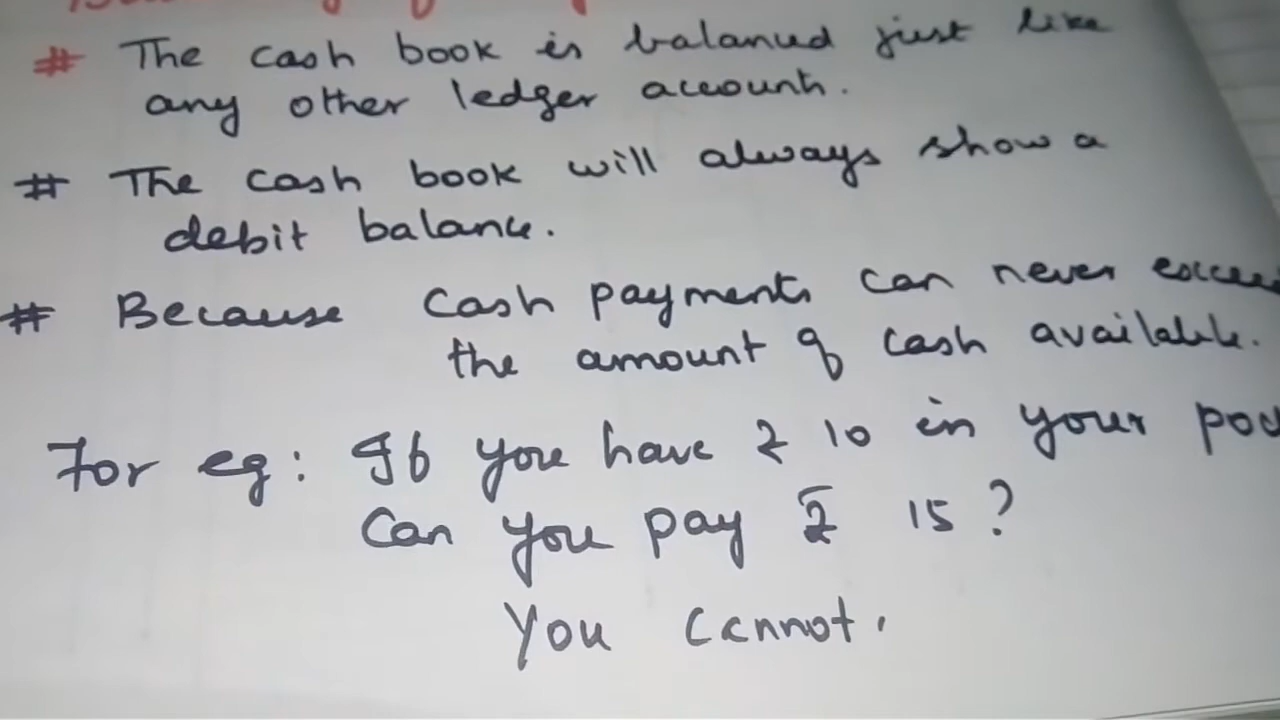 # The cash book is balanced just like
any other ledger account.
# The cash book will always show a
debit balance.
# Because cash payments can never excee
the amount of cash available.
For eg: If you have ₹ 10 in your poc
Can you pay ₹ 15?
You cannot.